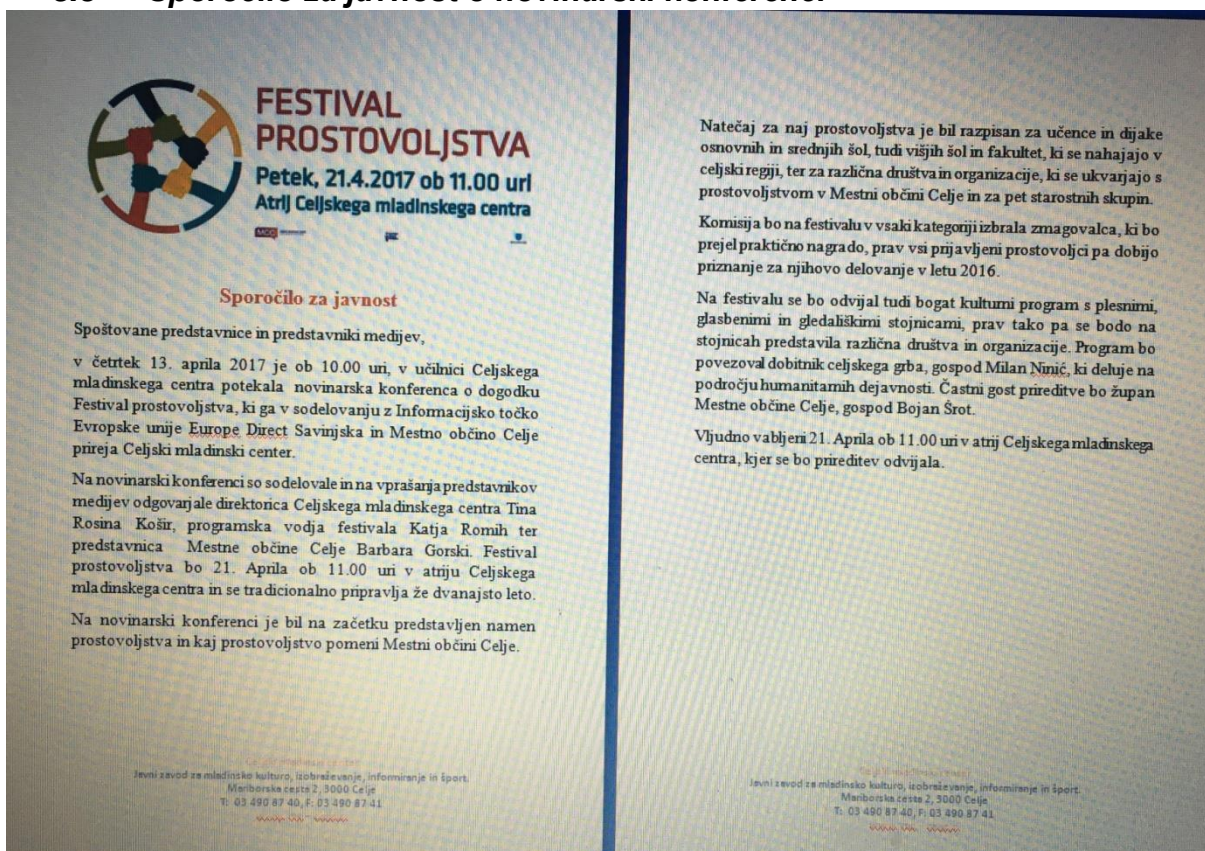 Sporočilo za javnost o novinarski konferenci
FESTIVAL
PROSTOVOLJSTVA
Petek, 21.4.2017 ob 11.00 uri
Atrij Celjskega mladinskega centra
Sporočilo za javnost
Spoštovane predstavnice in predstavniki medijev,
v četrtek 13. aprila 2017 je ob 10.00 uri, v učilnici Celjskega
mladinskega centra potekala novinarska konferenca o dogodku
Festival prostovoljstva, ki ga v sodelovanju z Informacijsko točko
Evropske unije Europe Direct Savinjska in Mestno občino Celje
prireja Celjski mladinski center.
Na novinarski konferenci so sodelovale in na vprašanja predstavnikov
medijev odgovarjale direktorica Celjskega mladinskega centra Tina
Rosina Košir, programska vodja festivala Katja Romih ter
predstavnica Mestne občine Celje Barbara Gorski. Festival
prostovoljstva bo 21. Aprila ob 11.00 uri v atriju Celjskega
mladinskega centra in se tradicionalno pripravlja že dvanajsto leto.
Na novinarski konferenci je bil na začetku predstavljen namen
prostovoljstva in kaj prostovoljstvo pomeni Mestni občini Celje.
Javni zavod za mladinsko kulturo, izobraževanje, informiranje in šport.
Mariborska cesta 2, 3000 Celje
T: 03 490 87 40, F: 03 490 87 41
Natečaj za naj prostovoljstva je bil razpisan za učence in dijake
osnovnih in srednjih šol, tudi višjih šol in fakultet, ki se nahajajo v
celjski regiji, ter za različna društva in organizacije, ki se ukvarjajo s
prostovoljstvom v Mestni občini Celje in za pet starostnih skupin.
Komisija bo na festivalu v vsaki kategoriji izbrala zmagovalca, ki bo
prejel praktično nagrado, prav vsi prijavljeni prostovoljci pa dobijo
priznanje za njihovo delovanje v letu 2016.
Na festivalu se bo odvijal tudi bogat kulturni program s plesnimi,
glasbenimi in gledališkimi stojnicami, prav tako pa se bodo na
stojnicah predstavila različna društva in organizacije. Program bo
povezoval dobitnik celjskega grba, gospod Milan Ninić, ki deluje na
področju humanitarnih dejavnosti. Častni gost prireditve bo župan
Mestne občine Celje, gospod Bojan Šrot.
Vljudno vabljeni 21. Aprila ob 11.00 uri v atrij Celjskega mladinskega
centra, kjer se bo prireditev odvijala.
Javni zavod za mladinsko kulturo, izobraževanje, informiranje in šport.
Mariborska cesta 2, 3000 Celje
T: 03 490 87 40, F: 03 490 87 41